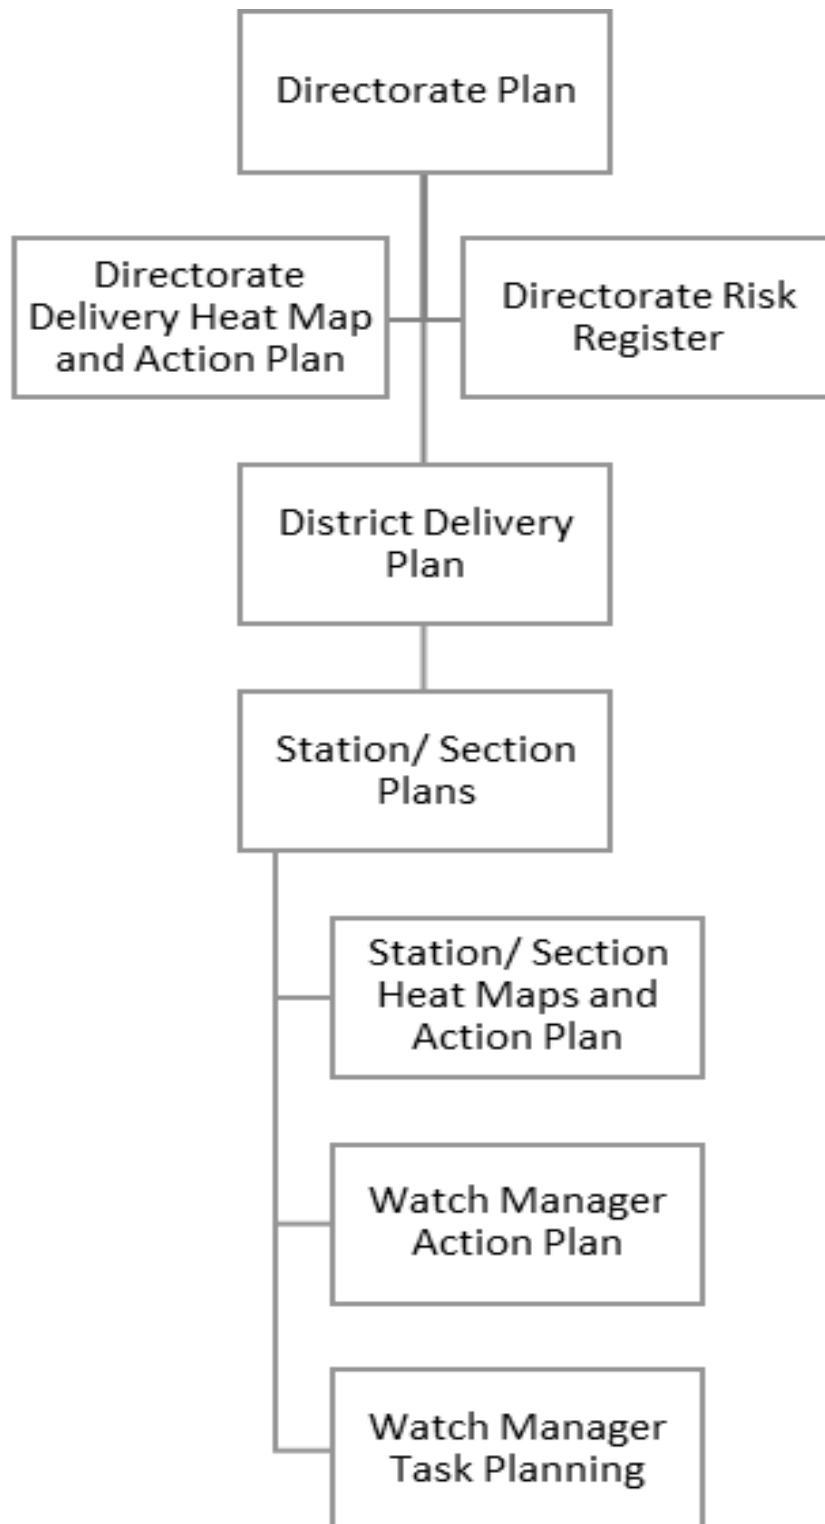 Directorate Plan
Directorate
Delivery Heat Map
and Action Plan
Directorate Risk
Register
District Delivery
Plan
Station/ Section
Plans
Station/ Section
Heat Maps and
Action Plan
Watch Manager
Action Plan
Watch Manager
Task Planning